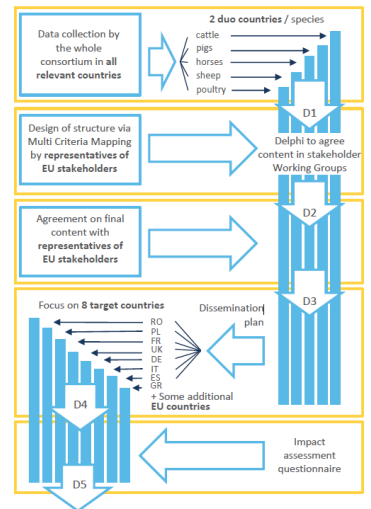 2 duo countries / species
Data collection by
the whole
consortium in all
relevant countries
cattle
pigs
horses
sheep
poultry
D1
Design of structure via
Multi Criteria Mapping
by representatives of
EU stakeholders
Delphi to agree
content in stakeholder
Working Groups
Agreement on final
content with
representatives of
EU stakeholders
D2
Focus on 8 target countries
Dissemination
plan
D3
RO
PL
FR
UK
DE
IT
ES
GR
+ Some additional
EU countries
D4
Impact
assessment
questionnaire
D5